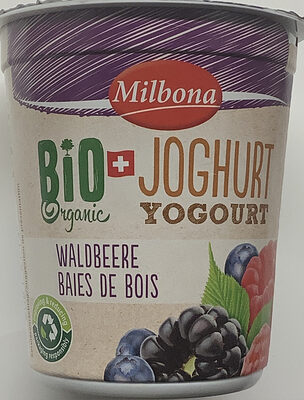 Milbona
BIO
Organic
JOGHURT
YOGOURT
WALDBEERE
BAIES DE BOIS